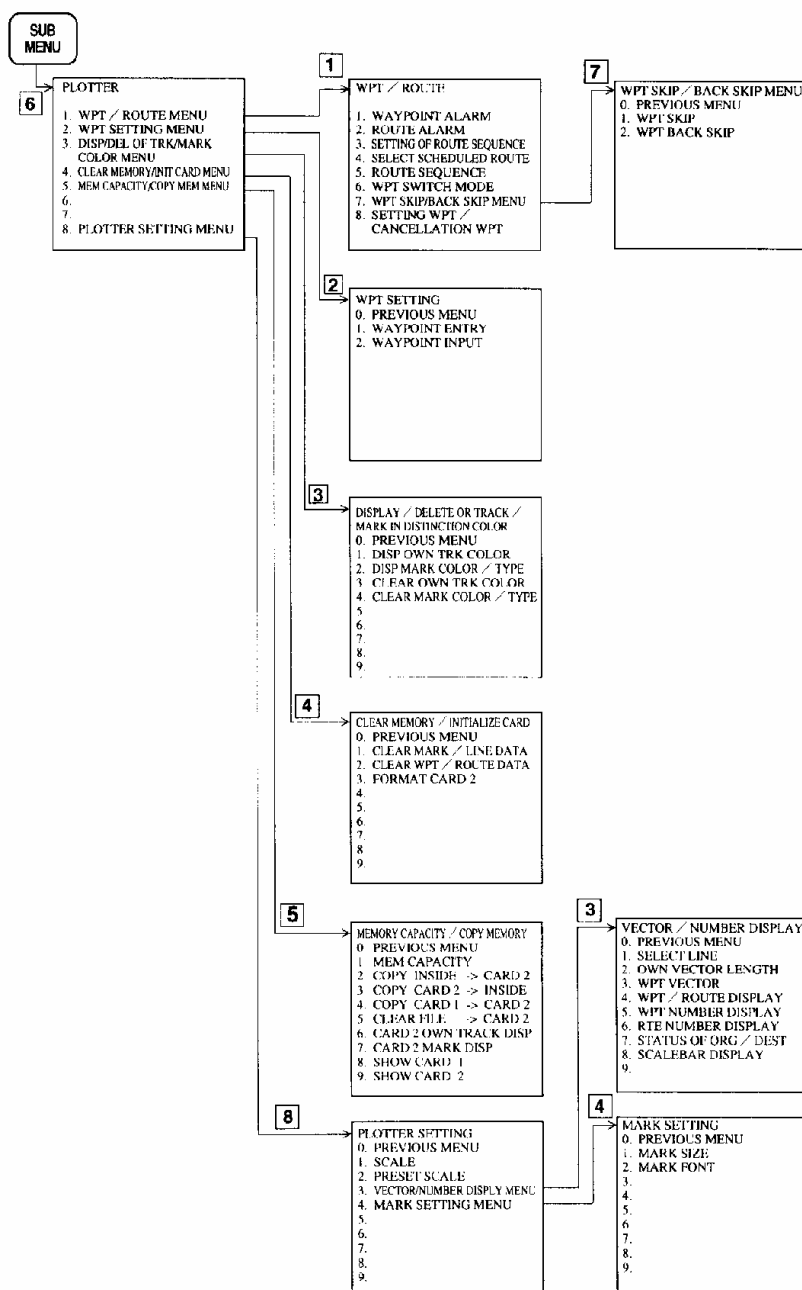 SUB
MENU
6
PLOTTER
1. WPT / ROUTE MENU
2. WPT SETTING MENU
3. DISP/DEL OF TRK/MARK
COLOR MENU
4. CLEAR MEMORY/INIT CARD MENU
5. MEM CAPACITY,COPY MEM MENU
6.
7.
8. PLOTTER SETTING MENU
1
WPT / ROUTE
1. WAYPOINT ALARM
2. ROUTE ALARM
3. SETTING OF ROUTE SEQUENCE
4. SELECT SCHEDULED ROUTE
5. ROUTE SEQUENCE
6. WPT SWITCH MODE
7. WPT SKIP/BACK SKIP MENU
8. SETTING WPT /
CANCELLATION WPT
7
WPT SKIP / BACK SKIP MENU
0. PREVIOUS MENU
1. WPT SKIP
2. WPT BACK SKIP
2
WPT SETTING
0. PREVIOUS MENU
1. WAYPOINT ENTRY
2. WAYPOINT INPUT
3
DISPLAY / DELETE OR TRACK /
MARK IN DISTINCTION COLOR
0. PREVIOUS MENU
1. DISP OWN TRK COLOR
2. DISP MARK COLOR / TYPE
3 CLEAR OWN TRK COLOR
4. CLEAR MARK COLOR / TYPE
5
6.
7.
8.
9.
4
CLEAR MEMORY / INITIALIZE CARD
0. PREVIOUS MENU
1. CLEAR MARK / LINE DATA
2. CLEAR WPT / ROUTE DATA
3. FORMAT CARD 2
4.
5.
6.
7.
8
9.
5
MEMORY CAPACITY / COPY MEMORY
0 PREVIOUS MENU
1 MEM CAPACITY
2 COPY INSIDE -> CARD 2
3 COPY CARD 2 -> INSIDE
4. COPY CARD 1 -> CARD 2
5 CLEAR FILE -> CARD 2
6. CARD 2 OWN TRACK DISP
7. CARD 2 MARK DISP
8. SHOW CARD 1
9. SHOW CARD 2
3
VECTOR / NUMBER DISPLAY
0. PREVIOUS MENU
1. SELECT LINE
2. OWN VECTOR LENGTH
3. WPT VECTOR
4. WPT / ROUTE DISPLAY
5. WPT NUMBER DISPLAY
6. RTE NUMBER DISPLAY
7. STATUS OF ORG / DEST
8. SCALEBAR DISPLAY
9.
8
PLOTTER SETTING
0. PREVIOUS MENU
1. SCALE
2. PRESET SCALE
3. VECTOR/NUMBER DISPLY MENU
4. MARK SETTING MENU
5.
6.
7.
8.
9.
4
MARK SETTING
0. PREVIOUS MENU
1. MARK SIZE
2. MARK FONT
3.
4.
5.
6
7.
8.
9.